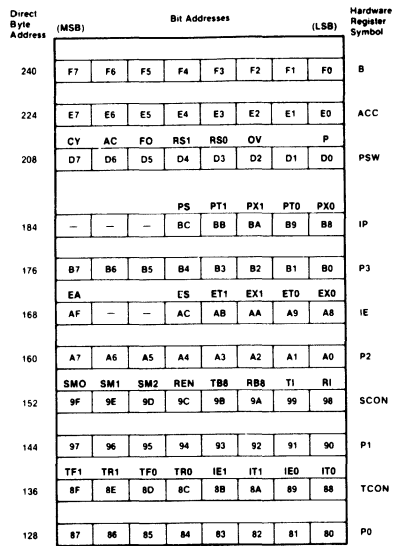 Direct Byte Address (MSB) Bit Addresses (LSB) Hardware Register Symbol
240 F7 F6 F5 F4 F3 F2 F1 F0 B
224 E7 E6 E5 E4 E3 E2 E1 E0 ACC
CY AC FO RS1 RS0 OV P
208 D7 D6 D5 D4 D3 D2 D1 D0 PSW
PS PT1 PX1 PT0 PX0
184 — — — BC BB BA B9 B8 IP
176 B7 B6 B5 B4 B3 B2 B1 B0 P3
EA ES ET1 EX1 ET0 EX0
168 AF — — AC AB AA A9 A8 IE
160 A7 A6 A5 A4 A3 A2 A1 A0 P2
SM0 SM1 SM2 REN TB8 RB8 TI RI
152 9F 9E 9D 9C 9B 9A 99 98 SCON
144 97 96 95 94 93 92 91 90 P1
TF1 TR1 TF0 TR0 IE1 IT1 IE0 IT0
136 8F 8E 8D 8C 8B 8A 89 88 TCON
128 87 86 85 84 83 82 81 80 P0